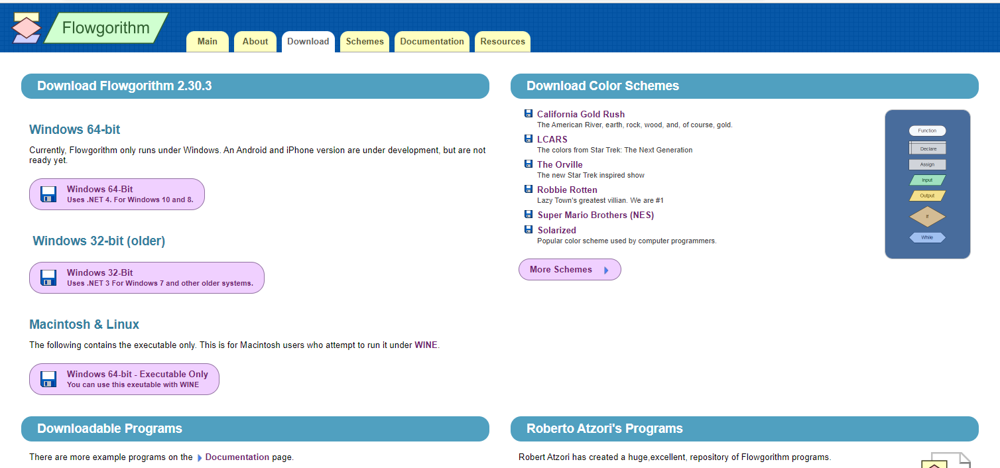 Flowgorithm
Main
About
Download
Schemes
Documentation
Resources
Download Flowgorithm 2.30.3
Windows 64-bit
Currently, Flowgorithm only runs under Windows. An Android and iPhone version are under development, but are not
ready yet.
Windows 64-Bit
Uses .NET 4. For Windows 10 and 8.
Windows 32-bit (older)
Windows 32-Bit
Uses .NET 3 For Windows 7 and other older systems.
Macintosh & Linux
The following contains the executable only. This is for Macintosh users who attempt to run it under WINE.
Windows 64-bit - Executable Only
You can use this exeutable with WINE
Download Color Schemes
California Gold Rush
The American River, earth, rock, wood, and, of course, gold.
LCARS
The colors from Star Trek: The Next Generation
The Orville
The new Star Trek inspired show
Robbie Rotten
Lazy Town's greatest villian. We are #1
Super Mario Brothers (NES)
Solarized
Popular color scheme used by computer programmers.
More Schemes
Function
Declare
Assign
Input
Output
If
While
Downloadable Programs
There are more example programs on the Documentation page.
Roberto Atzori's Programs
Robert Atzori has created a huge,excellent, repository of Flowgorithm programs.